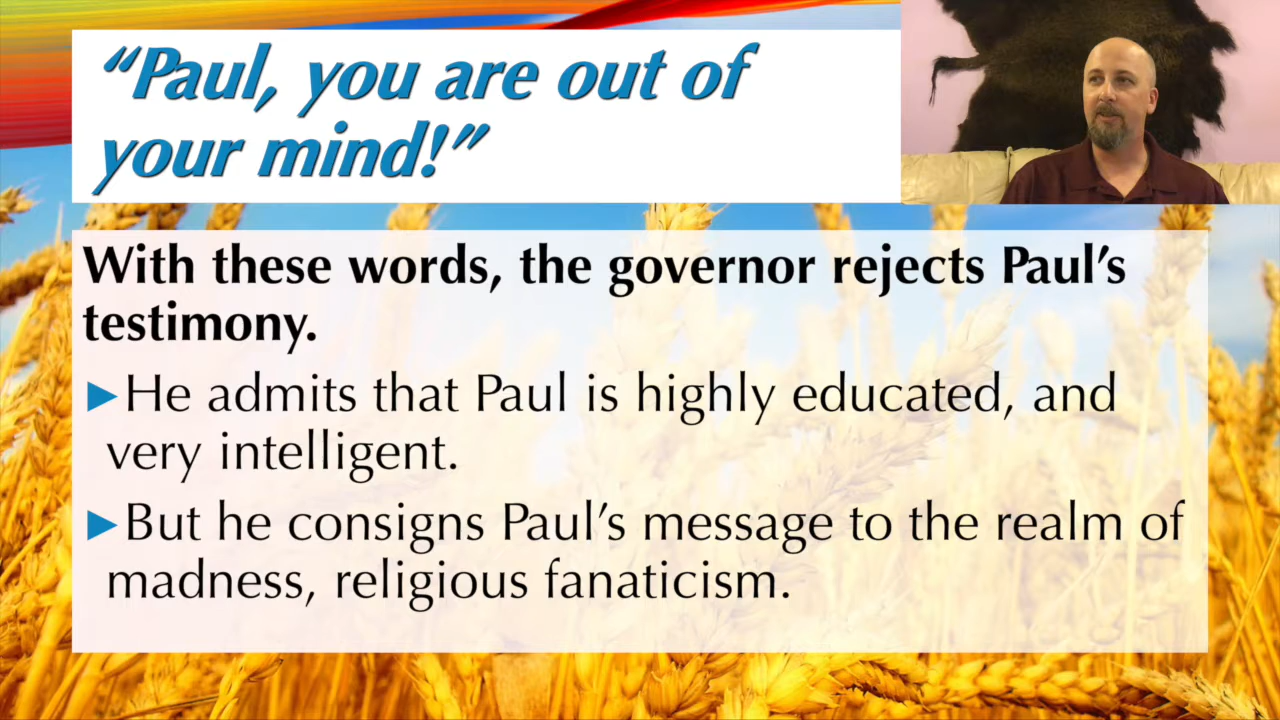 “Paul, you are out of
your mind!”
With these words, the governor rejects Paul’s
testimony.
►He admits that Paul is highly educated, and
very intelligent.
►But he consigns Paul’s message to the realm of
madness, religious fanaticism.